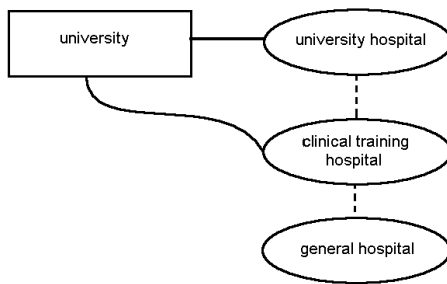 university
university hospital
clinical training
hospital
general hospital